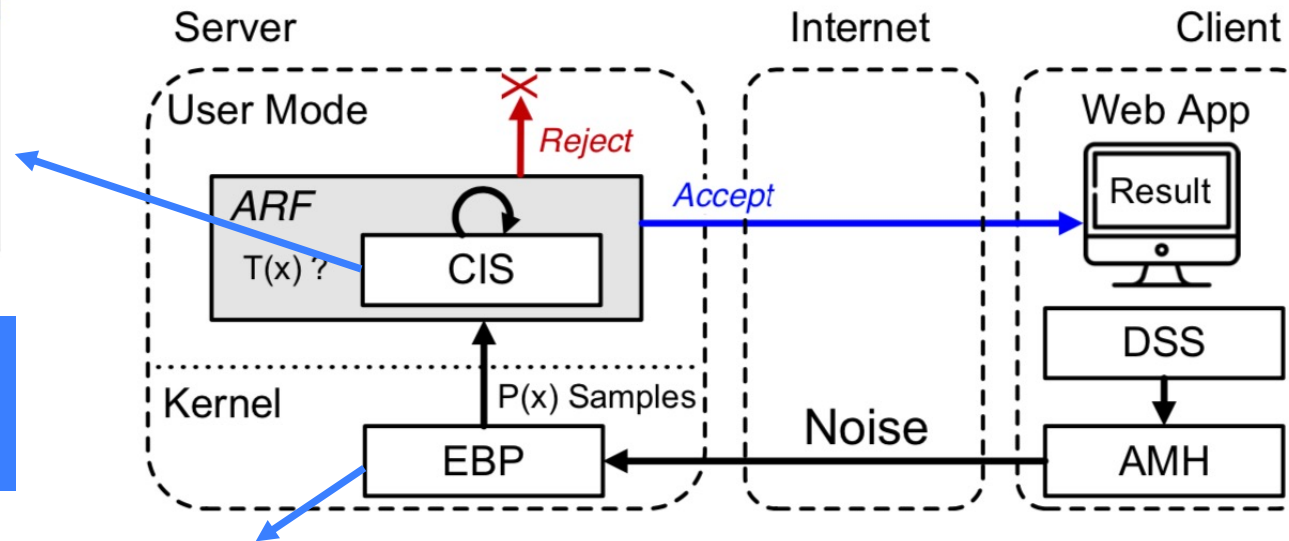 Server
Internet
Client
User Mode
Web App
Reject
Result
ARF
Accept
T(x) ?
CIS
DSS
Kernel
P(x) Samples
Noise
EBP
AMH